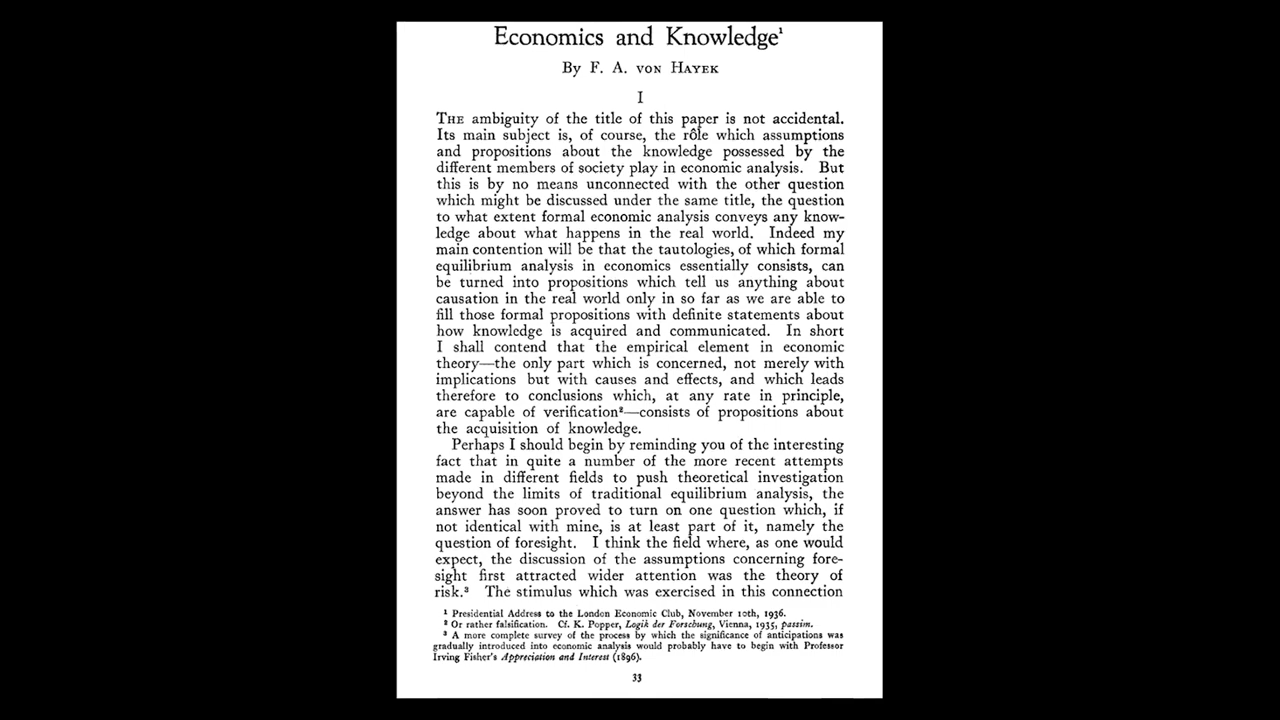 Economics and Knowledge¹
By F. A. von Hayek
I
The ambiguity of the title of this paper is not accidental.
Its main subject is, of course, the rôle which assumptions
and propositions about the knowledge possessed by the
different members of society play in economic analysis. But
this is by no means unconnected with the other question
which might be discussed under the same title, the question
to what extent formal economic analysis conveys any know-
ledge about what happens in the real world. Indeed my
main contention will be that the tautologies, of which formal
equilibrium analysis in economics essentially consists, can
be turned into propositions which tell us anything about
causation in the real world only in so far as we are able to
fill those formal propositions with definite statements about
how knowledge is acquired and communicated. In short
I shall contend that the empirical element in economic
theory—the only part which is concerned, not merely with
implications but with causes and effects, and which leads
therefore to conclusions which, at any rate in principle,
are capable of verification²—consists of propositions about
the acquisition of knowledge.
Perhaps I should begin by reminding you of the interesting
fact that in quite a number of the more recent attempts
made in different fields to push theoretical investigation
beyond the limits of traditional equilibrium analysis, the
answer has soon proved to turn on one question which, if
not identical with mine, is at least part of it, namely the
question of foresight. I think the field where, as one would
expect, the discussion of the assumptions concerning fore-
sight first attracted wider attention was the theory of
risk.³ The stimulus which was exercised in this connection
¹ Presidential Address to the London Economic Club, November 10th, 1936.
² Or rather falsification. Cf. K. Popper, Logik der Forschung, Vienna, 1935, passim.
³ A more complete survey of the process by which the significance of anticipations was
gradually introduced into economic analysis would probably have to begin with Professor
Irving Fisher's Appreciation and Interest (1896).
33